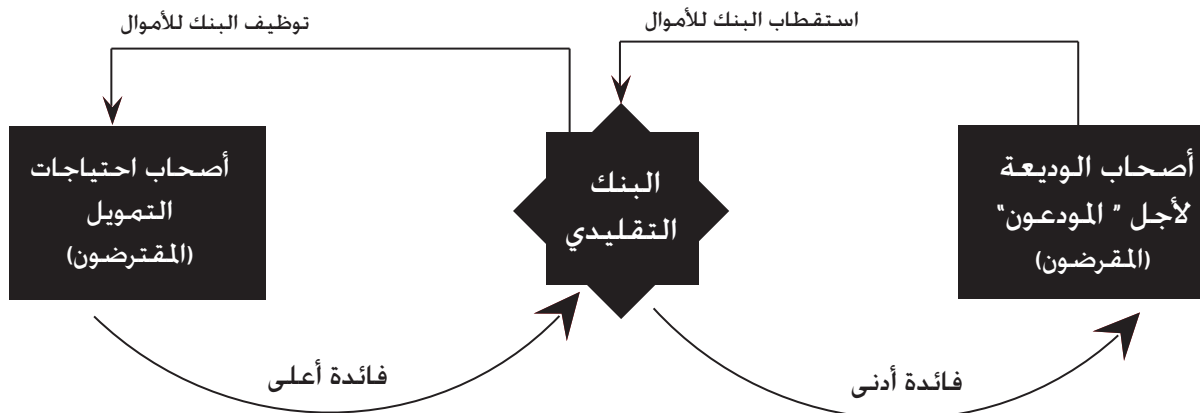 استقطاب البنك للأموال
توظيف البنك للأموال
أصحاب الوديعة
لأجل " المودعون"
(المقرضون)
البنك
التقليدي
أصحاب احتياجات
التمويل
(المقترضون)
فائدة أدنى
فائدة أعلى